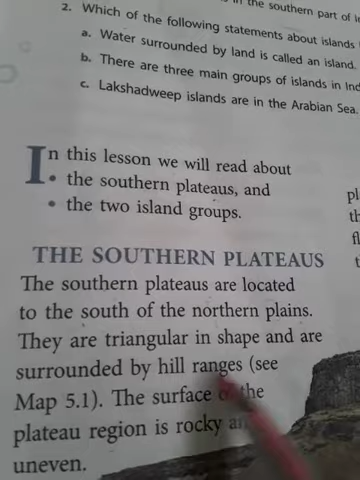 in the southern part of
2. Which of the following statements about islands
a. Water surrounded by land is called an island.
b. There are three main groups of islands in Ind
c. Lakshadweep islands are in the Arabian Sea.
In this lesson we will read about
• the southern plateaus, and
• the two island groups.
THE SOUTHERN PLATEAUS
The southern plateaus are located
to the south of the northern plains.
They are triangular in shape and are
surrounded by hill ranges (see
Map 5.1). The surface the
plateau region is rocky
uneven.
pl
th
fl